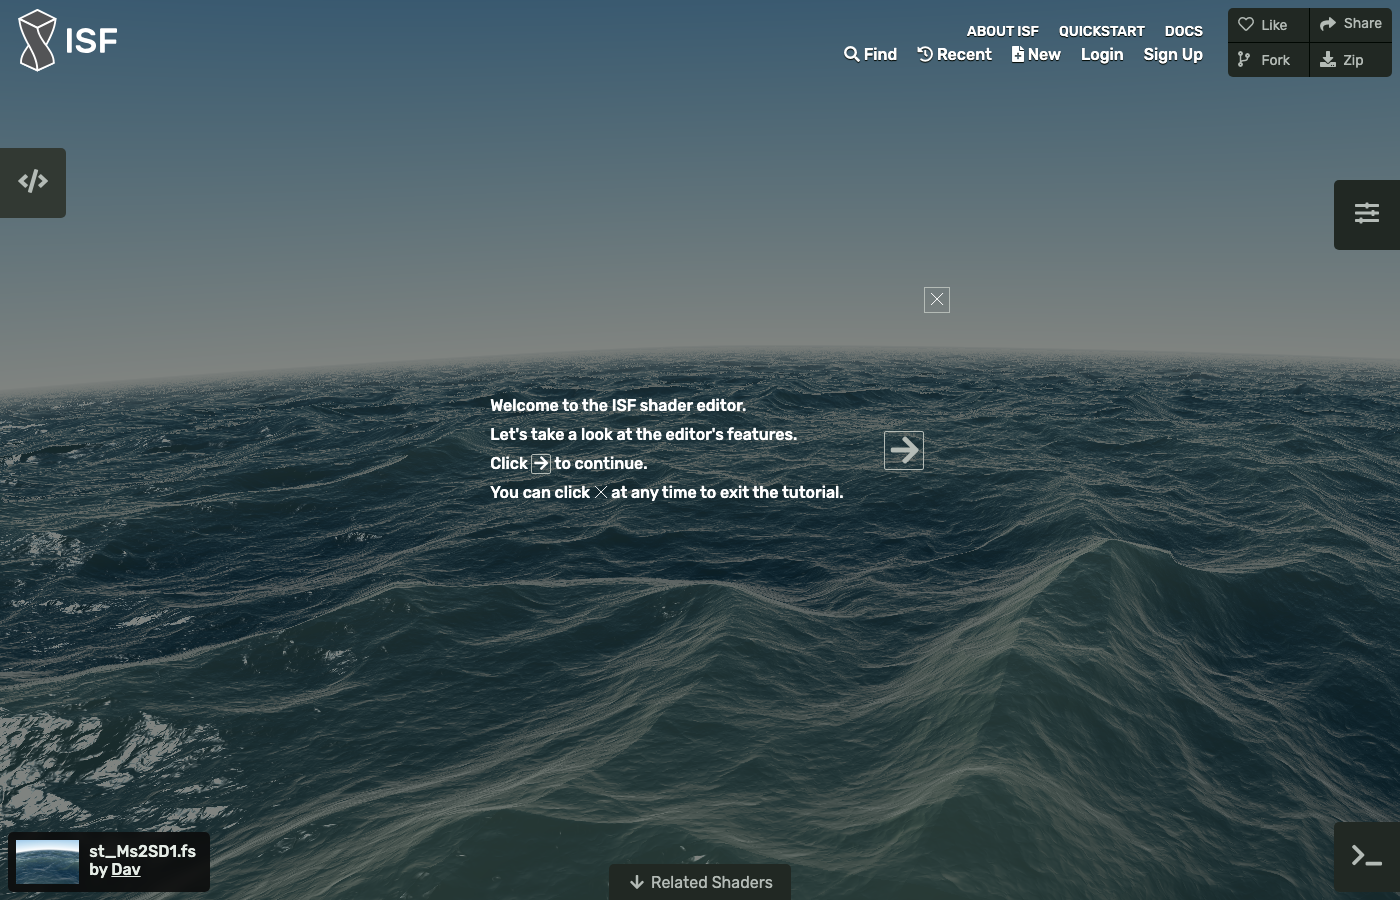 ISF
ABOUT ISF QUICKSTART DOCS
Find Recent New Login Sign Up
Like Share
Fork Zip
Welcome to the ISF shader editor.
Let's take a look at the editor's features.
Click to continue.
You can click at any time to exit the tutorial.
st_Ms2SD1.fs
by Dav
Related Shaders